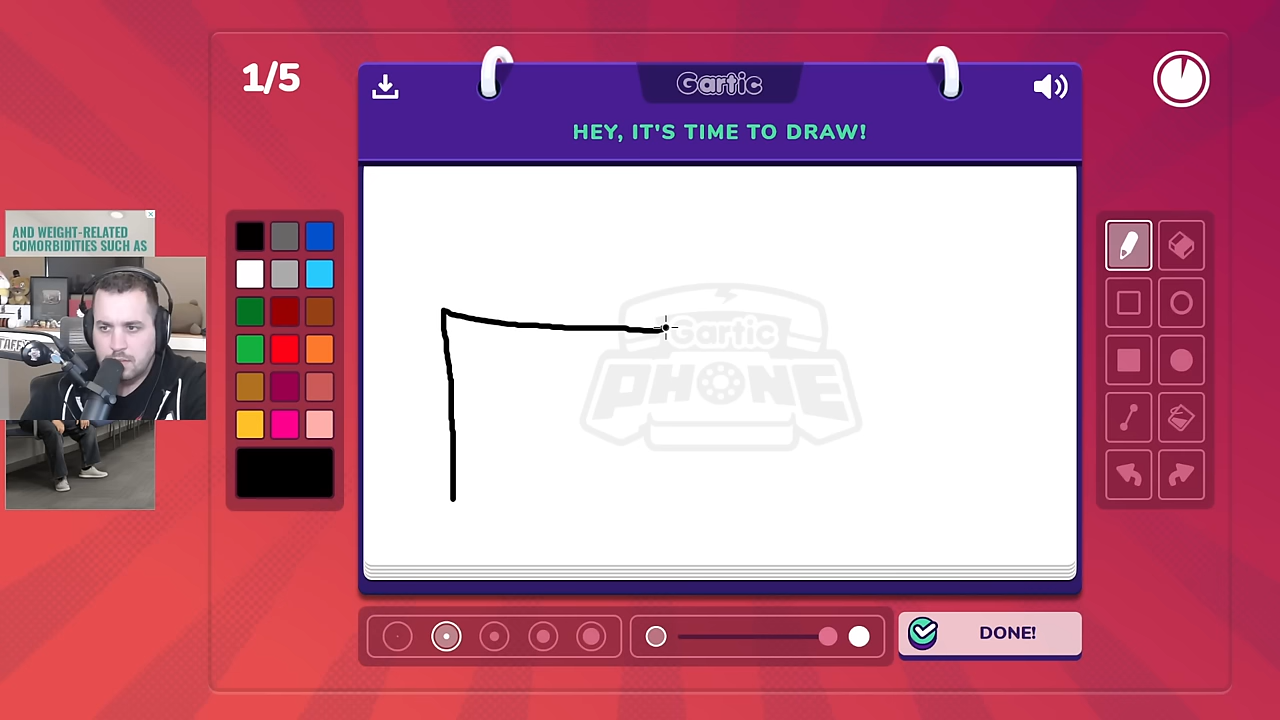 1/5
Gartic
HEY, IT'S TIME TO DRAW!
AND WEIGHT-RELATED
COMORBIDITIES SUCH AS
Gartic
PHONE
DONE!